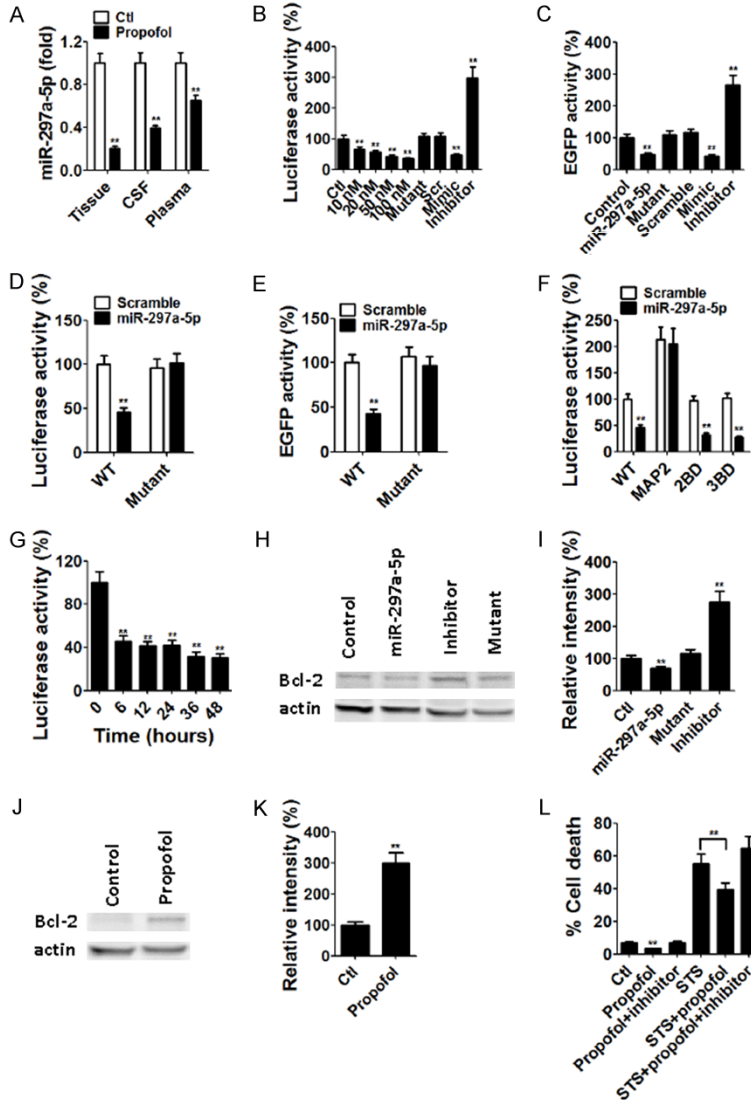 A
Ctl
Propofol
miR-297a-5p (fold)
1.2
0.8
0.4
0.0
**
**
**
Tissue
CSF
Plasma
B
Luciferase activity (%)
400
300
200
100
0
**
**
**
**
**
**
Ctl
10 nM
20 nM
50 nM
100 nM
Mutant
Scr
Mimic
Inhibitor
C
EGFP activity (%)
400
300
200
100
0
**
**
**
Control
miR-297a-5p
Mutant
Scramble
Mimic
Inhibitor
D
Scramble
miR-297a-5p
Luciferase activity (%)
150
100
50
0
**
WT
Mutant
E
Scramble
miR-297a-5p
EGFP activity (%)
150
100
50
0
**
WT
Mutant
F
Scramble
miR-297a-5p
Luciferase activity (%)
250
200
150
100
50
0
**
**
**
WT
MAP2
2BD
3BD
G
Luciferase activity (%)
120
80
40
0
**
**
**
**
**
0
6
12
24
36
48
Time (hours)
H
Control
miR-297a-5p
Inhibitor
Mutant
Bcl-2
actin
I
Relative intensity (%)
400
300
200
100
0
**
**
Ctl
miR-297a-5p
Mutant
Inhibitor
J
Control
Propofol
Bcl-2
actin
K
Relative intensity (%)
400
300
200
100
0
**
Ctl
Propofol
L
% Cell death
80
60
40
20
0
**
**
Ctl
Propofol
Propofol+inhibitor
STS
STS+propofol
STS+propofol+inhibitor